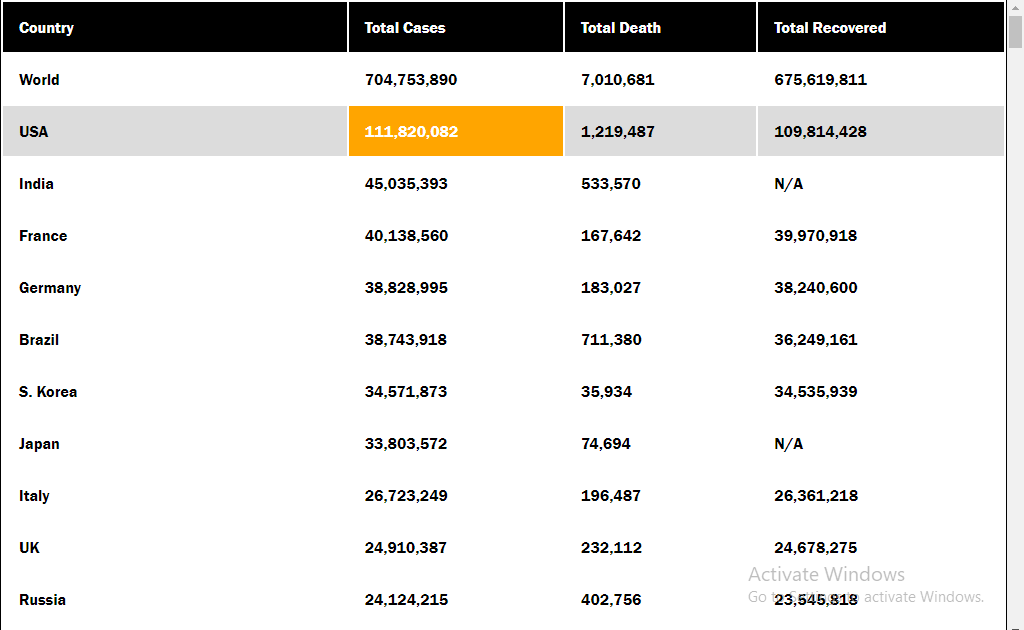 Country Total Cases Total Death Total Recovered
World 704,753,890 7,010,681 675,619,811
USA 111,820,082 1,219,487 109,814,428
India 45,035,393 533,570 N/A
France 40,138,560 167,642 39,970,918
Germany 38,828,995 183,027 38,240,600
Brazil 38,743,918 711,380 36,249,161
S. Korea 34,571,873 35,934 34,535,939
Japan 33,803,572 74,694 N/A
Italy 26,723,249 196,487 26,361,218
UK 24,910,387 232,112 24,678,275
Activate Windows
Go to Settings to activate Windows.
Russia 24,124,215 402,756 23,545,818